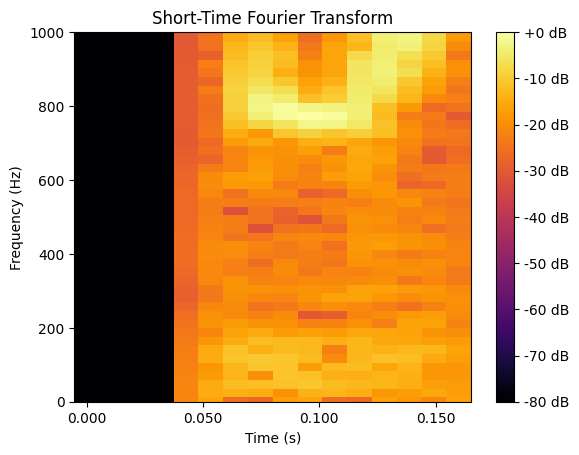 Short-Time Fourier Transform
1000
800
600
400
200
0
Frequency (Hz)
0.000
0.050
0.100
0.150
Time (s)
+0 dB
-10 dB
-20 dB
-30 dB
-40 dB
-50 dB
-60 dB
-70 dB
-80 dB